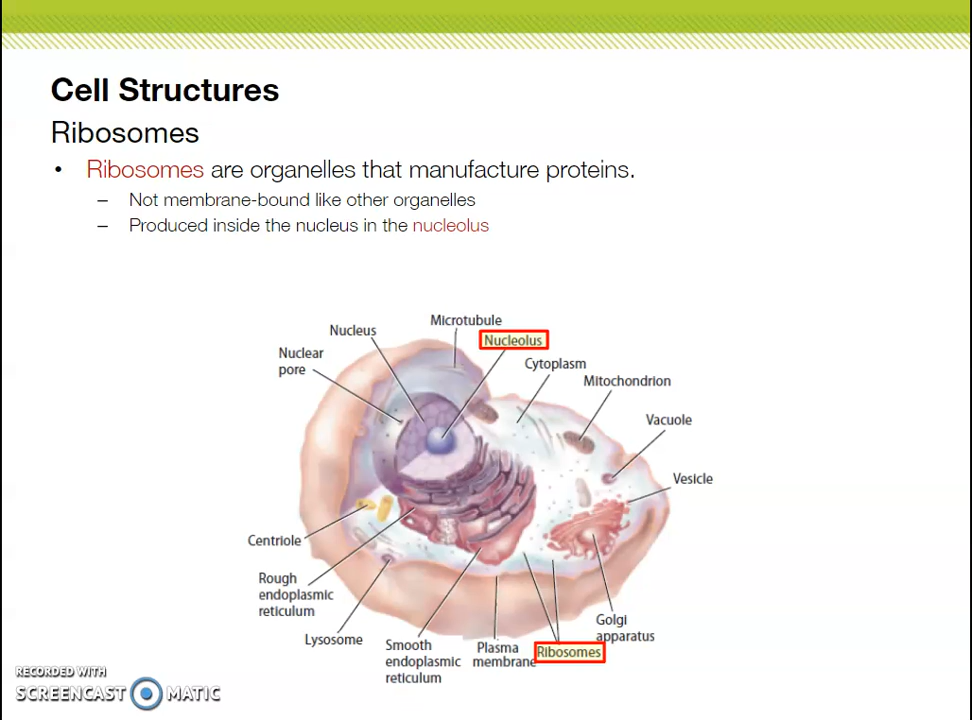 Cell Structures
Ribosomes
• Ribosomes are organelles that manufacture proteins.
– Not membrane-bound like other organelles
– Produced inside the nucleus in the nucleolus
Microtubule
Nucleus
Nucleolus
Nuclear
pore
Cytoplasm
Mitochondrion
Vacuole
Vesicle
Centriole
Rough
endoplasmic
reticulum
Lysosome
Smooth
endoplasmic
reticulum
Plasma
membrane
Ribosomes
Golgi
apparatus
RECORDED WITH
SCREENCAST MATIC